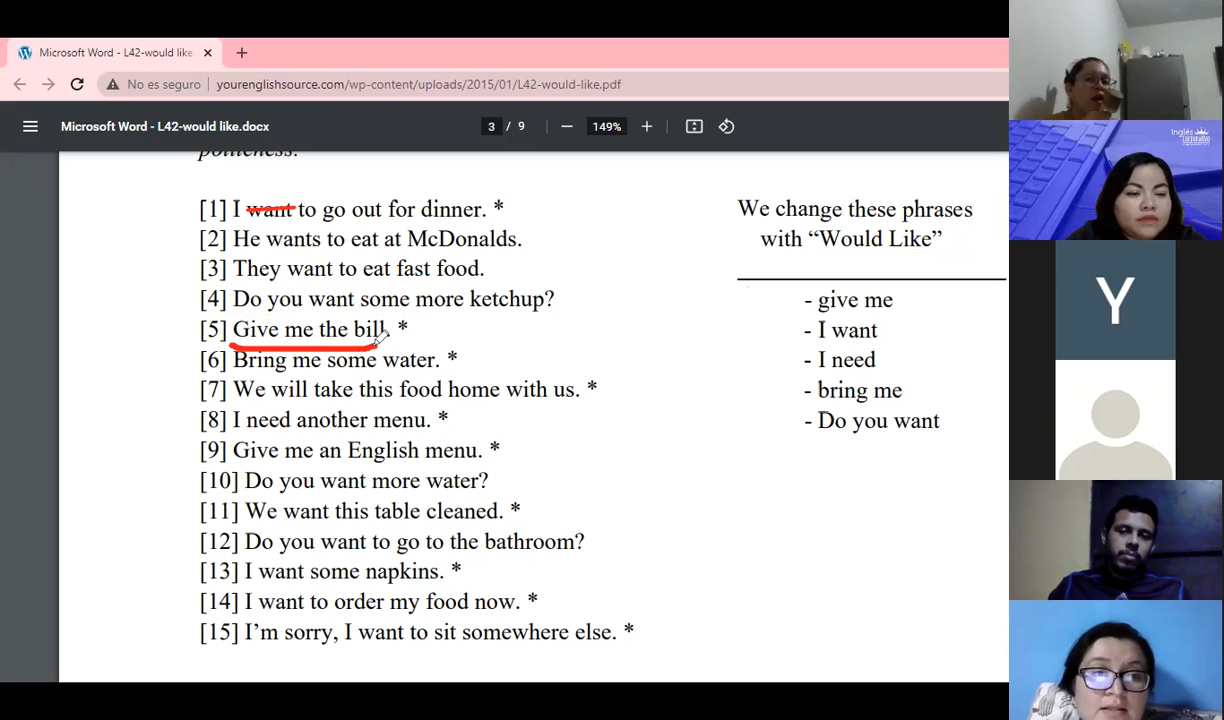 Microsoft Word - L42-would like
No es seguro
yourenglishsource.com/wp-content/uploads/2015/01/L42-would-like.pdf
Microsoft Word - L42-would like.docx
3 / 9
149%
politeness.
[1] I want to go out for dinner. *
[2] He wants to eat at McDonalds.
[3] They want to eat fast food.
[4] Do you want some more ketchup?
[5] Give me the bill. *
[6] Bring me some water. *
[7] We will take this food home with us. *
[8] I need another menu. *
[9] Give me an English menu. *
[10] Do you want more water?
[11] We want this table cleaned. *
[12] Do you want to go to the bathroom?
[13] I want some napkins. *
[14] I want to order my food now. *
[15] I'm sorry, I want to sit somewhere else. *
We change these phrases
with “Would Like”
- give me
- I want
- I need
- bring me
- Do you want
Inglés
Corporativo
Y